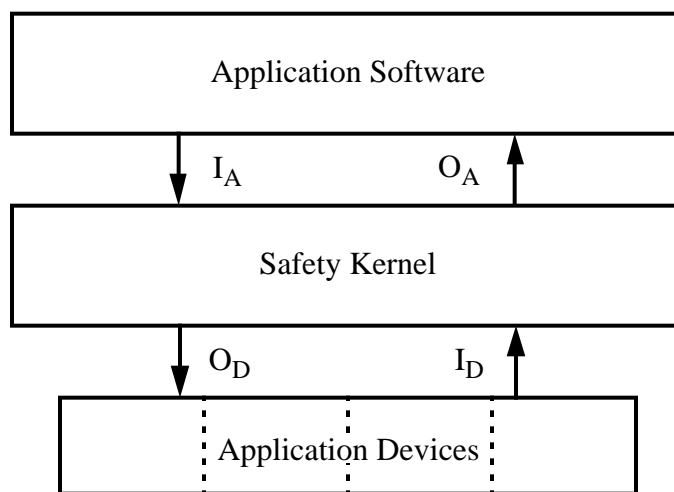 Application Software
I_A O_A
Safety Kernel
O_D I_D
Application Devices